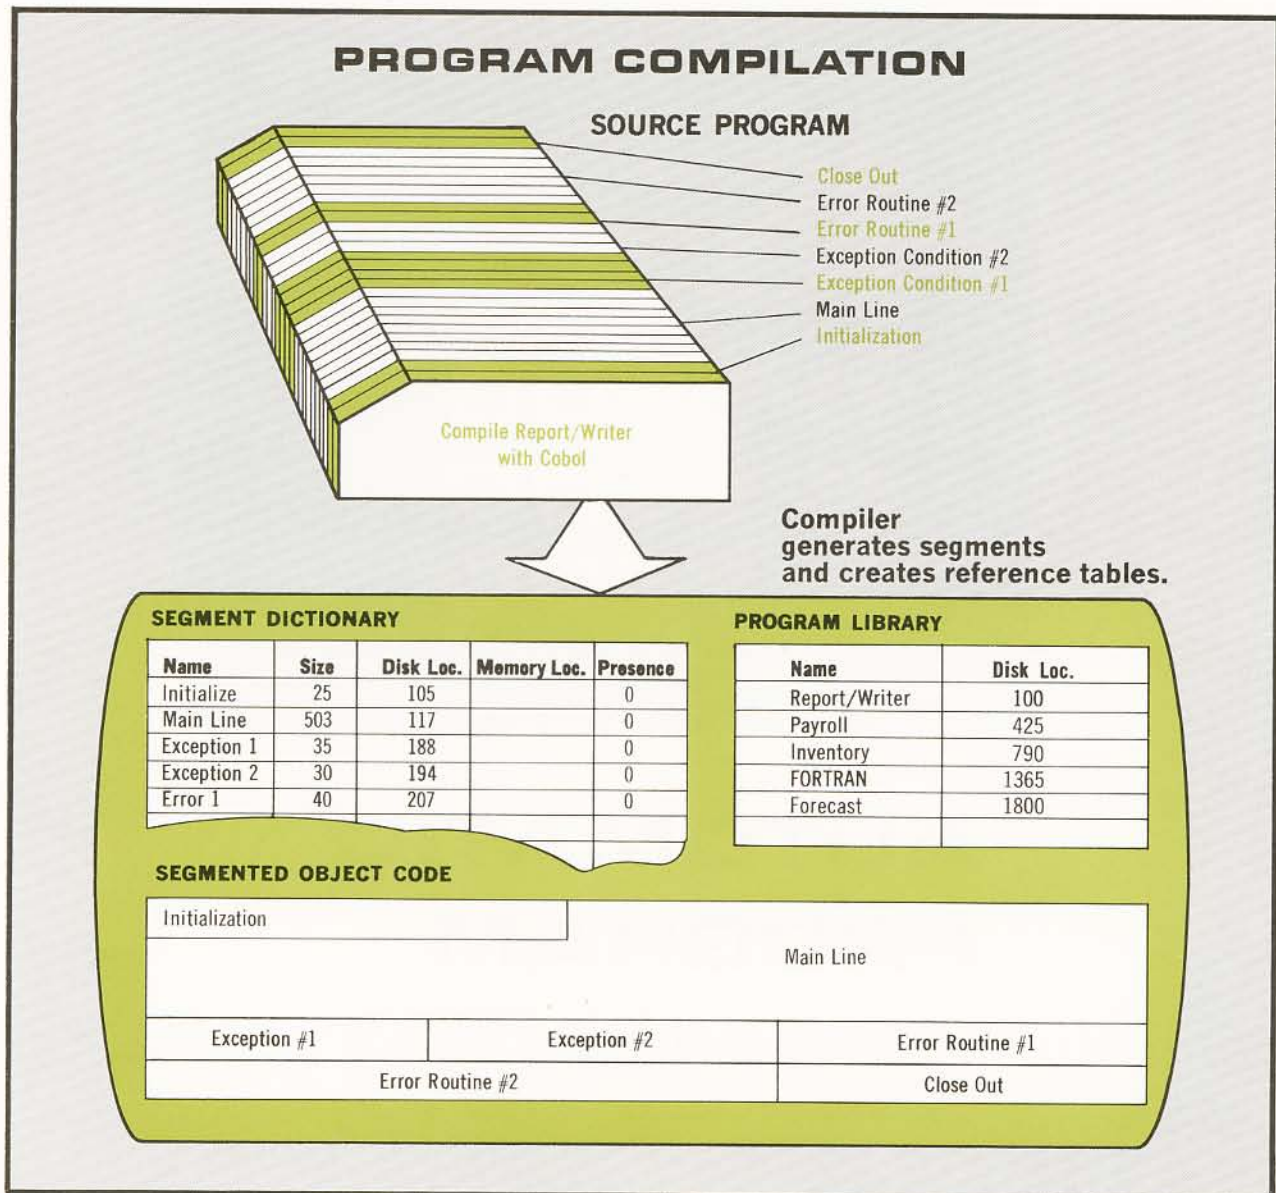 PROGRAM COMPILATION
SOURCE PROGRAM
Close Out
Error Routine #2
Error Routine #1
Exception Condition #2
Exception Condition #1
Main Line
Initialization
Compile Report/Writer
with Cobol
Compiler
generates segments
and creates reference tables.
SEGMENT DICTIONARY
Name Size Disk Loc. Memory Loc. Presence
Initialize 25 105 0
Main Line 503 117 0
Exception 1 35 188 0
Exception 2 30 194 0
Error 1 40 207 0
PROGRAM LIBRARY
Name Disk Loc.
Report/Writer 100
Payroll 425
Inventory 790
FORTRAN 1365
Forecast 1800
SEGMENTED OBJECT CODE
Initialization
Main Line
Exception #1 Exception #2 Error Routine #1
Error Routine #2 Close Out